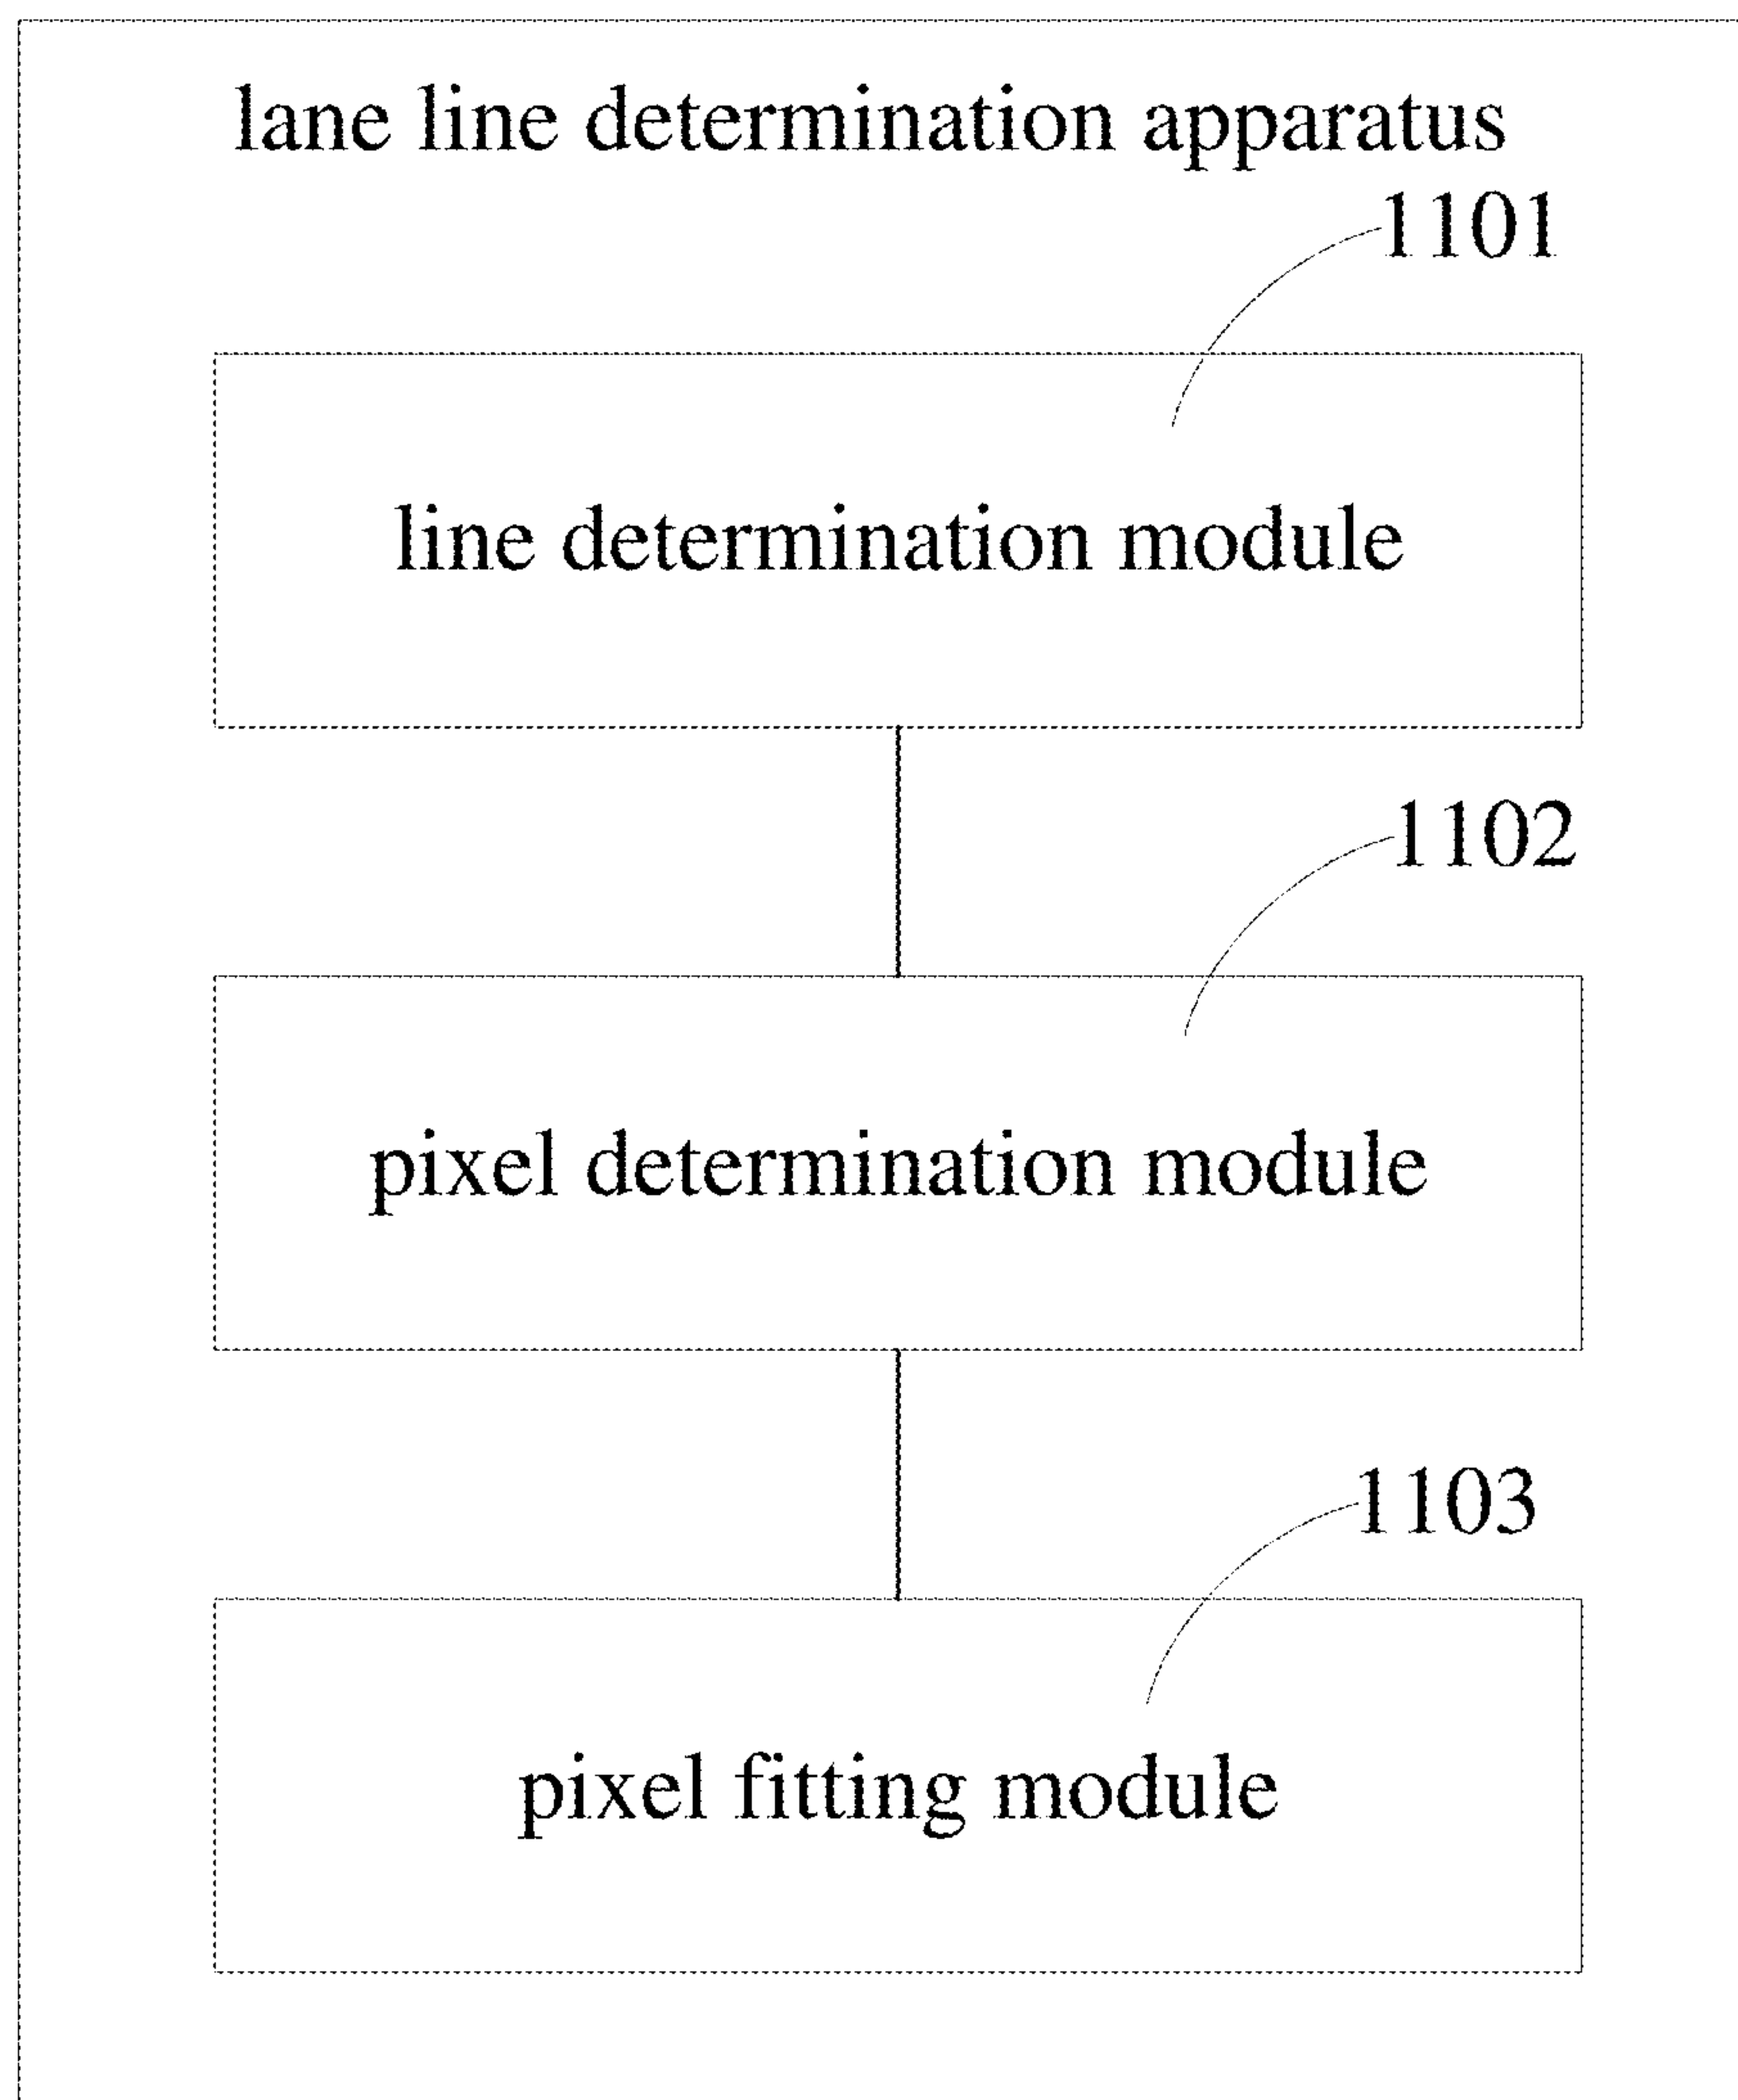 lane line determination apparatus
1101
line determination module
1102
pixel determination module
1103
pixel fitting module